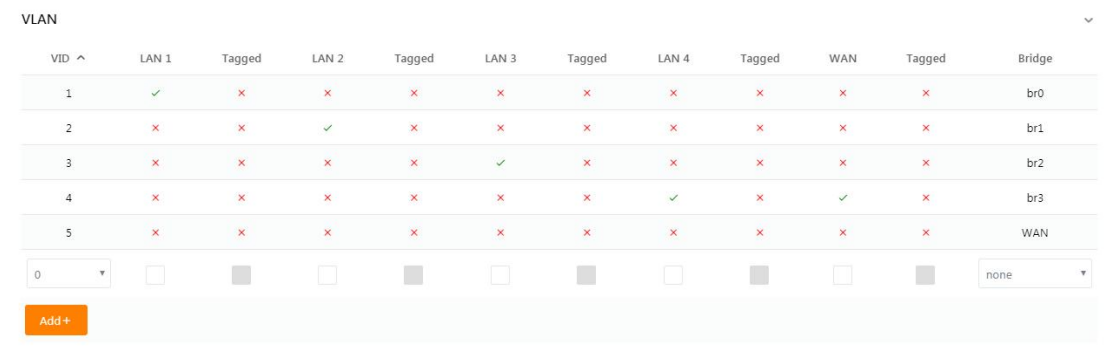 VLAN
VID LAN 1 Tagged LAN 2 Tagged LAN 3 Tagged LAN 4 Tagged WAN Tagged Bridge
1 br0
2 br1
3 br2
4 br3
5 WAN
0 none
Add+